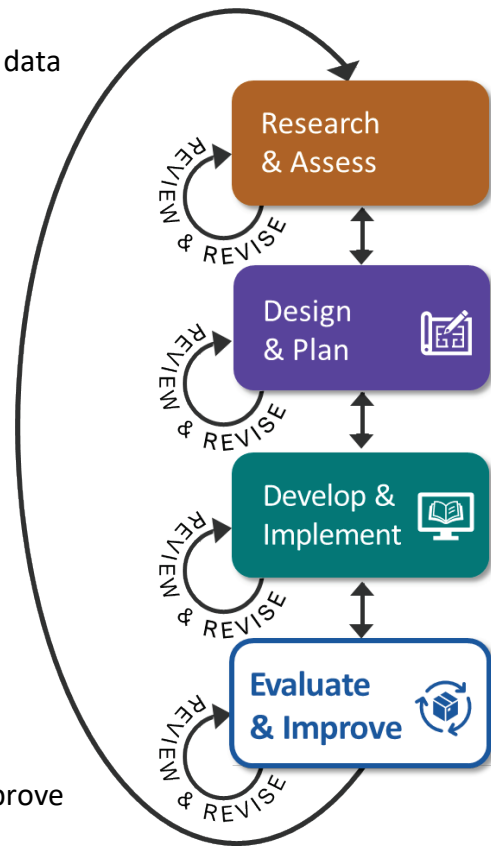 data
Research
& Assess
REVIEW & REVISE
Design
& Plan
REVIEW & REVISE
Develop &
Implement
REVIEW & REVISE
Evaluate
& Improve
REVIEW & REVISE
prove